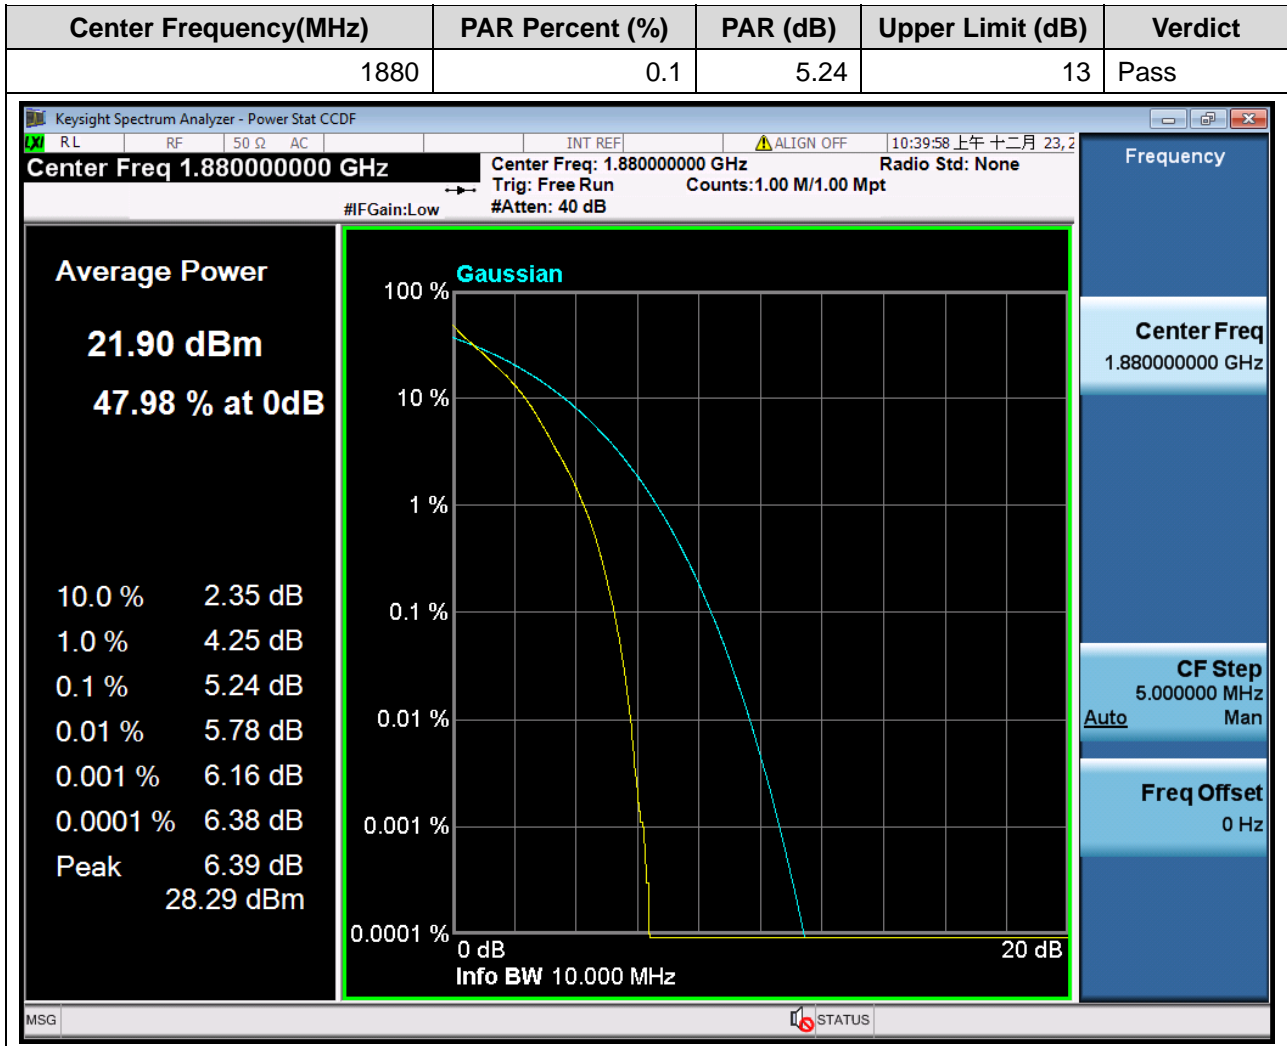 Center Frequency(MHz) PAR Percent (%) PAR (dB) Upper Limit (dB) Verdict
1880 0.1 5.24 13 Pass
Keysight Spectrum Analyzer - Power Stat CCDF
LXI RL RF 50 Ω AC INT REF ALIGN OFF 10:39:58 上午 十二月 23, 2
Center Freq 1.880000000 GHz
Center Freq: 1.880000000 GHz Radio Std: None
Trig: Free Run Counts:1.00 M/1.00 Mpt
#IFGain:Low #Atten: 40 dB
Average Power
21.90 dBm
47.98 % at 0dB
10.0 % 2.35 dB
1.0 % 4.25 dB
0.1 % 5.24 dB
0.01 % 5.78 dB
0.001 % 6.16 dB
0.0001 % 6.38 dB
Peak 6.39 dB
28.29 dBm
Gaussian
100 %
10 %
1 %
0.1 %
0.01 %
0.001 %
0.0001 %
0 dB 20 dB
Info BW 10.000 MHz
Frequency
Center Freq
1.880000000 GHz
CF Step
5.000000 MHz
Auto Man
Freq Offset
0 Hz
MSG STATUS